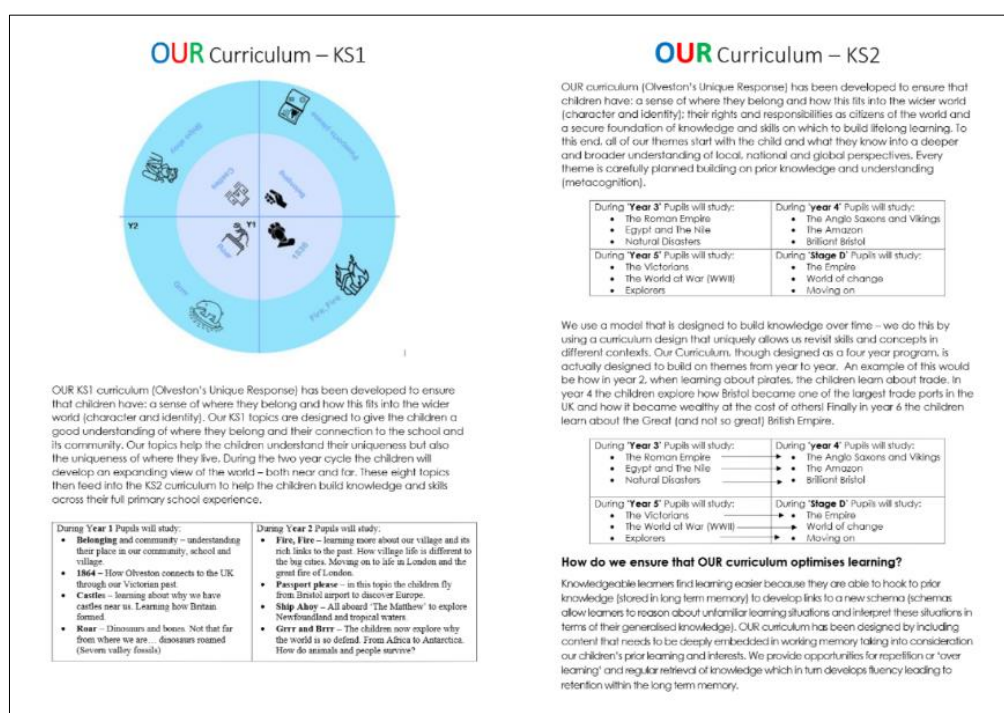 OUR Curriculum – KS1
Ship Ahoy
Passports please
Castles
Belonging
Y2
Y1
Roar
Grrr
Fire, Fire
OUR KS1 curriculum (Olveston's Unique Response) has been developed to ensure
that children have: a sense of where they belong and how this fits into the wider
world (character and identity). Our KS1 topics are designed to give the children a
good understanding of where they belong and their connection to the school and
its community. Our topics help the children understand their uniqueness but also
the uniqueness of where they live. During the two year cycle the children will
develop an expanding view of the world – both near and far. These eight topics
then feed into the KS2 curriculum to help the children build knowledge and skills
across their full primary school experience.
During Year 1 Pupils will study:
• Belonging and community – understanding
their place in our community, school and
village.
• 1864 – How Olveston connects to the UK
through our Victorian past.
• Castles – learning about why we have
castles near us. Learning how Britain
formed.
• Roar – Dinosaurs and bones. Not that far
from where we are… dinosaurs roamed
(Severn valley fossils)
During Year 2 Pupils will study:
• Fire, Fire – learning more about our village and its
rich links to the past. How village life is different to
the big cities. Moving on to life in London and the
great fire of London.
• Passport please – in this topic the children fly
from Bristol airport to discover Europe.
• Ship Ahoy – All aboard 'The Matthew' to explore
Newfoundland and tropical waters.
• Grrr and Brrr – The children now explore why
the world is so defend. From Africa to Antarctica.
How do animals and people survive?
OUR Curriculum – KS2
OUR curriculum (Olveston's Unique Response) has been developed to ensure that
children have: a sense of where they belong and how this fits into the wider world
(character and identity); their rights and responsibilities as citizens of the world and
a secure foundation of knowledge and skills on which to build lifelong learning. To
this end, all of our themes start with the child and what they know into a deeper
and broader understanding of local, national and global perspectives. Every
theme is carefully planned building on prior knowledge and understanding
(metacognition).
During 'Year 3' Pupils will study:
• The Roman Empire
• Egypt and The Nile
• Natural Disasters
During 'year 4' Pupils will study:
• The Anglo Saxons and Vikings
• The Amazon
• Brilliant Bristol
During 'Year 5' Pupils will study:
• The Victorians
• The World at War (WWII)
• Explorers
During 'Stage D' Pupils will study:
• The Empire
• World of change
• Moving on
We use a model that is designed to build knowledge over time – we do this by
using a curriculum design that uniquely allows us revisit skills and concepts in
different contexts. Our Curriculum, though designed as a four year program, is
actually designed to build on themes from year to year. An example of this would
be how in year 2, when learning about pirates, the children learn about trade. In
year 4 the children explore how Bristol became one of the largest trade ports in the
UK and how it became wealthy at the cost of others! Finally in year 6 the children
learn about the Great (and not so great) British Empire.
During 'Year 3' Pupils will study:
• The Roman Empire
• Egypt and The Nile
• Natural Disasters
During 'year 4' Pupils will study:
• The Anglo Saxons and Vikings
• The Amazon
• Brilliant Bristol
During 'Year 5' Pupils will study:
• The Victorians
• The World at War (WWII)
• Explorers
During 'Stage D' Pupils will study:
• The Empire
World of change
• Moving on
How do we ensure that OUR curriculum optimises learning?
Knowledgeable learners find learning easier because they are able to hook to prior
knowledge (stored in long term memory) to develop links to a new schema (schemas
allow learners to reason about unfamiliar learning situations and interpret these situations in
terms of their generalised knowledge). OUR curriculum has been designed by including
content that needs to be deeply embedded in working memory taking into consideration
our children's prior learning and interests. We provide opportunities for repetition or 'over
learning' and regular retrieval of knowledge which in turn develops fluency leading to
retention within the long term memory.